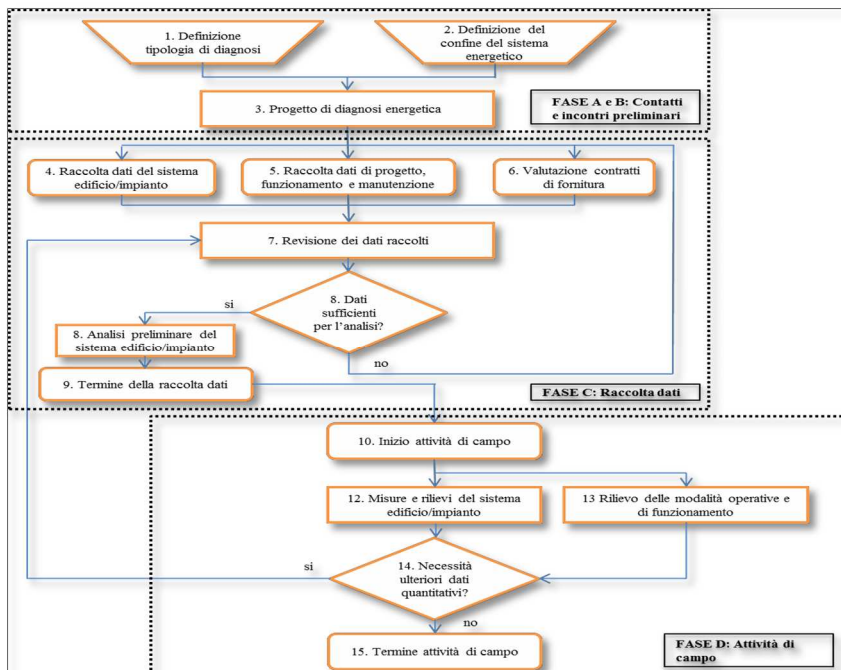 1. Definizione
tipologia di diagnosi
2. Definizione del
confine del sistema
energetico
3. Progetto di diagnosi energetica
FASE A e B: Contatti
e incontri preliminari
4. Raccolta dati del sistema
edificio/impianto
5. Raccolta dati di progetto,
funzionamento e manutenzione
6. Valutazione contratti
di fornitura
7. Revisione dei dati raccolti
8. Dati
sufficienti
per l'analisi?
si
8. Analisi preliminare del
sistema edificio/impianto
no
9. Termine della raccolta dati
FASE C: Raccolta dati
10. Inizio attività di campo
12. Misure e rilievi del sistema
edificio/impianto
13 Rilievo delle modalità operative e
di funzionamento
14. Necessità
ulteriori dati
quantitativi?
si
no
15. Termine attività di campo
FASE D: Attività di
campo